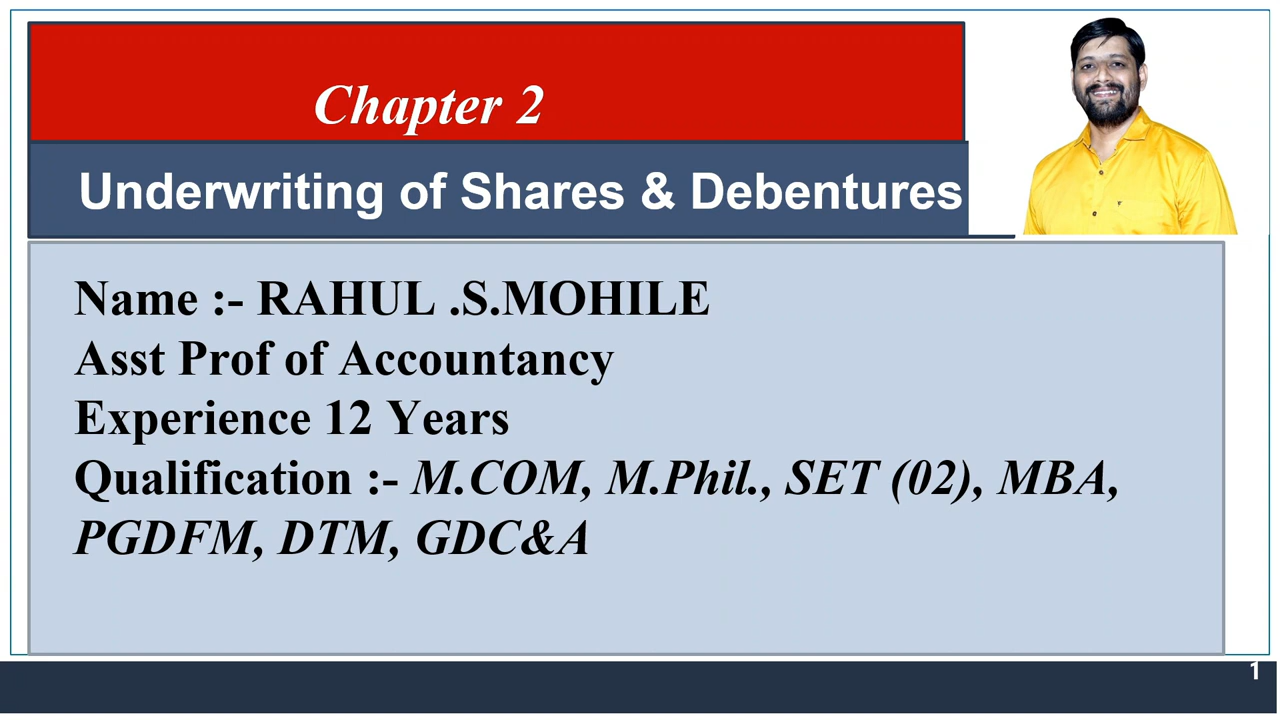 Chapter 2
Underwriting of Shares & Debentures
Name :- RAHUL .S.MOHILE
Asst Prof of Accountancy
Experience 12 Years
Qualification :- M.COM, M.Phil., SET (02), MBA,
PGDFM, DTM, GDC&A
1